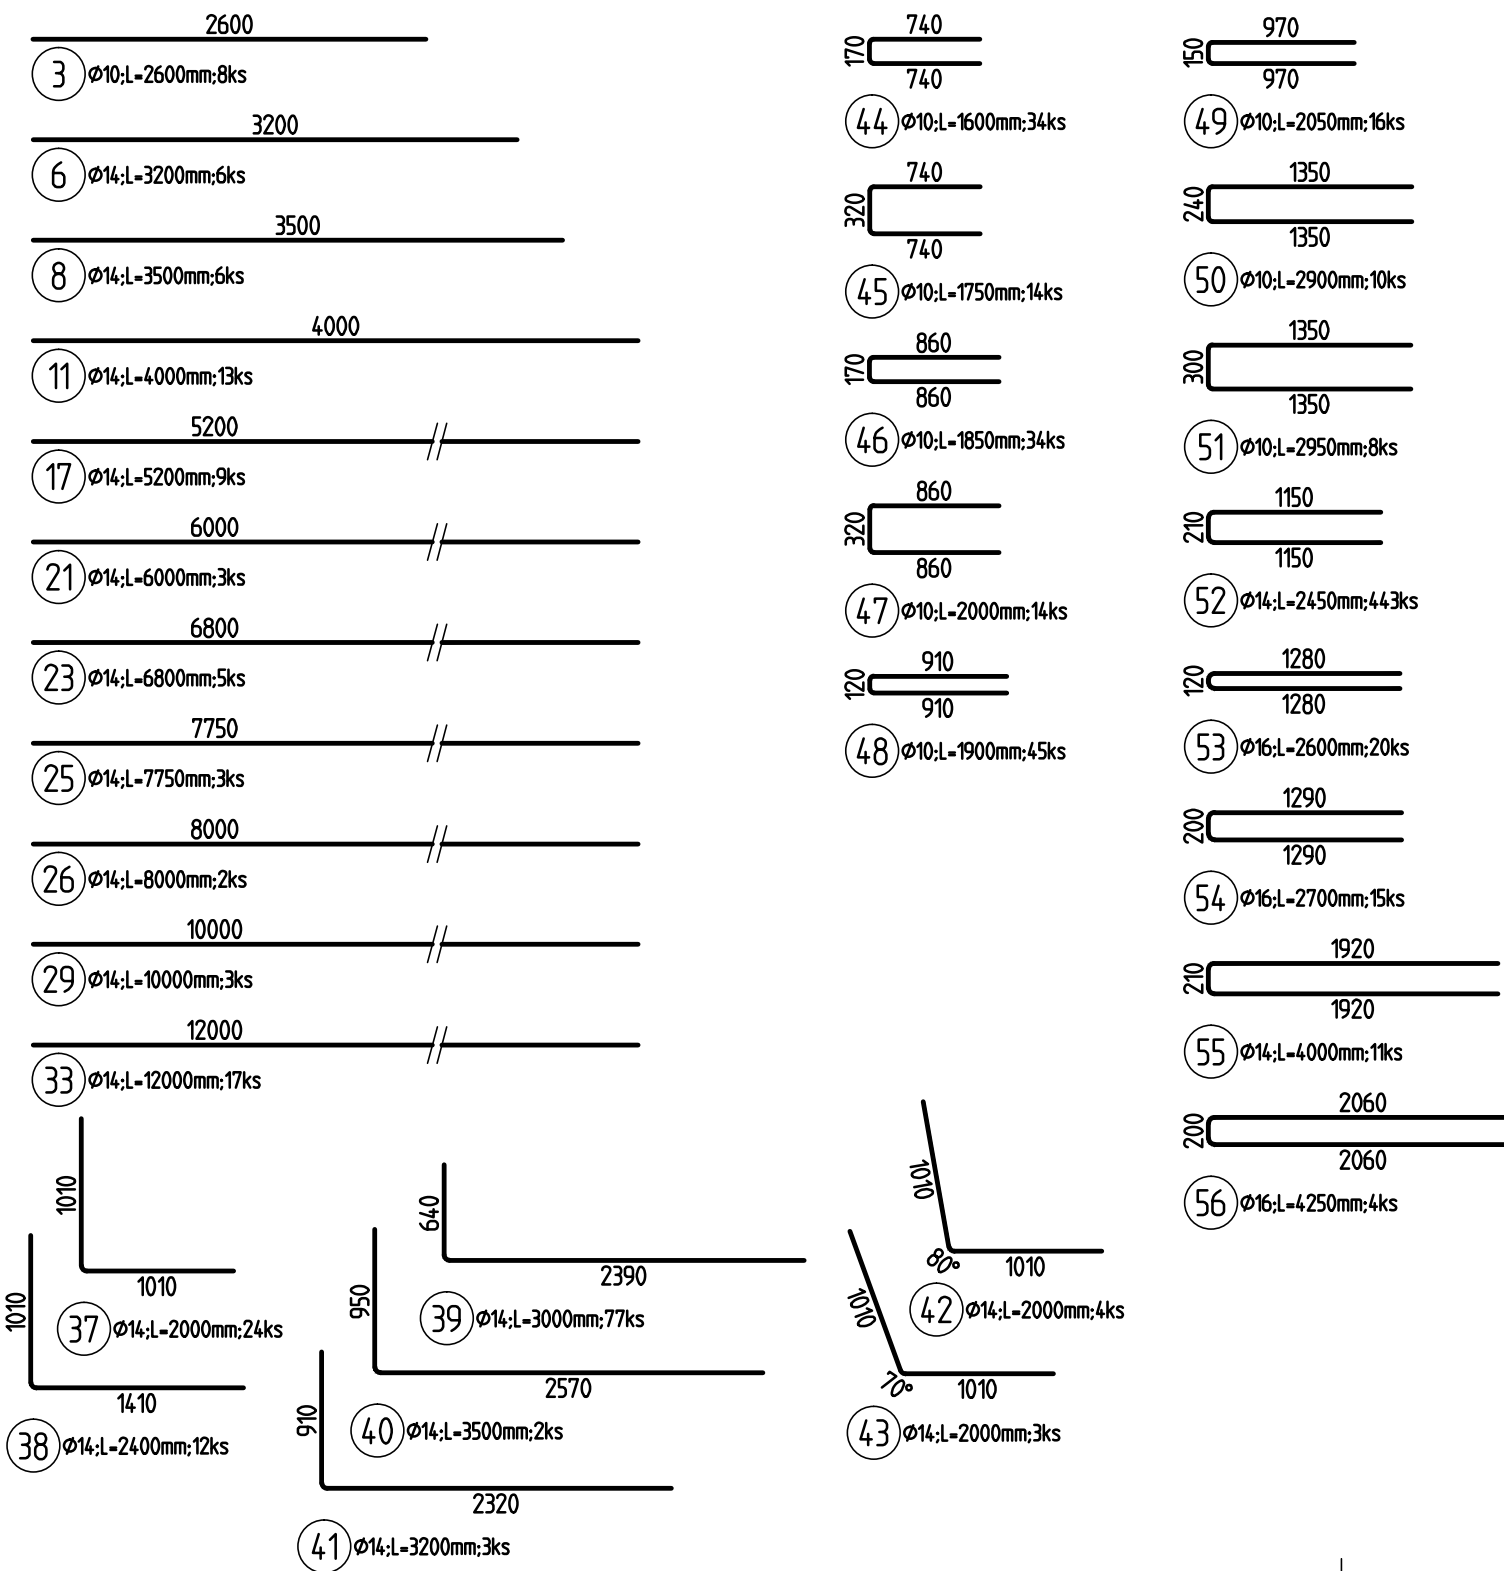 2600
3 Ø10;L=2600mm;8ks
3200
6 Ø14;L=3200mm;6ks
3500
8 Ø14;L=3500mm;6ks
4000
11 Ø14;L=4000mm;13ks
5200
17 Ø14;L=5200mm;9ks
6000
21 Ø14;L=6000mm;3ks
6800
23 Ø14;L=6800mm;5ks
7750
25 Ø14;L=7750mm;3ks
8000
26 Ø14;L=8000mm;2ks
10000
29 Ø14;L=10000mm;3ks
12000
33 Ø14;L=12000mm;17ks
1010
1010
37 Ø14;L=2000mm;24ks
1010
1410
38 Ø14;L=2400mm;12ks
640
2390
39 Ø14;L=3000mm;77ks
950
2570
40 Ø14;L=3500mm;2ks
910
2320
41 Ø14;L=3200mm;3ks
740
170
740
44 Ø10;L=1600mm;34ks
740
320
740
45 Ø10;L=1750mm;14ks
860
170
860
46 Ø10;L=1850mm;34ks
860
320
860
47 Ø10;L=2000mm;14ks
910
120
910
48 Ø10;L=1900mm;45ks
1010
80°
1010
42 Ø14;L=2000mm;4ks
1010
70°
1010
43 Ø14;L=2000mm;3ks
970
150
970
49 Ø10;L=2050mm;16ks
1350
240
1350
50 Ø10;L=2900mm;10ks
1350
300
1350
51 Ø10;L=2950mm;8ks
1150
210
1150
52 Ø14;L=2450mm;443ks
1280
120
1280
53 Ø16;L=2600mm;20ks
1290
200
1290
54 Ø16;L=2700mm;15ks
1920
210
1920
55 Ø14;L=4000mm;11ks
2060
200
2060
56 Ø16;L=4250mm;4ks